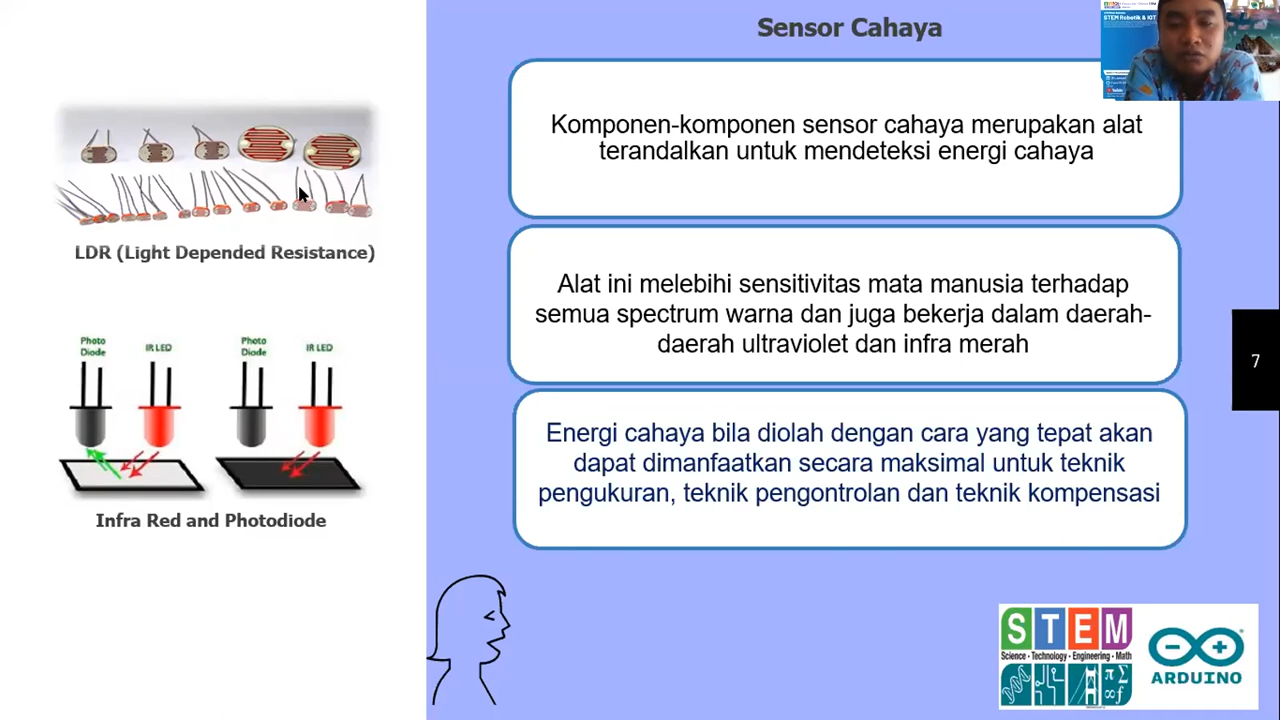 Sensor Cahaya
STEM Robotik & IOT
Komponen-komponen sensor cahaya merupakan alat
terandalkan untuk mendeteksi energi cahaya
LDR (Light Depended Resistance)
Alat ini melebihi sensitivitas mata manusia terhadap
semua spectrum warna dan juga bekerja dalam daerah-
daerah ultraviolet dan infra merah
Photo
Diode
IR LED
Photo
Diode
IR LED
7
Energi cahaya bila diolah dengan cara yang tepat akan
dapat dimanfaatkan secara maksimal untuk teknik
pengukuran, teknik pengontrolan dan teknik kompensasi
Infra Red and Photodiode
STEM
Science - Technology - Engineering - Math
ARDUINO